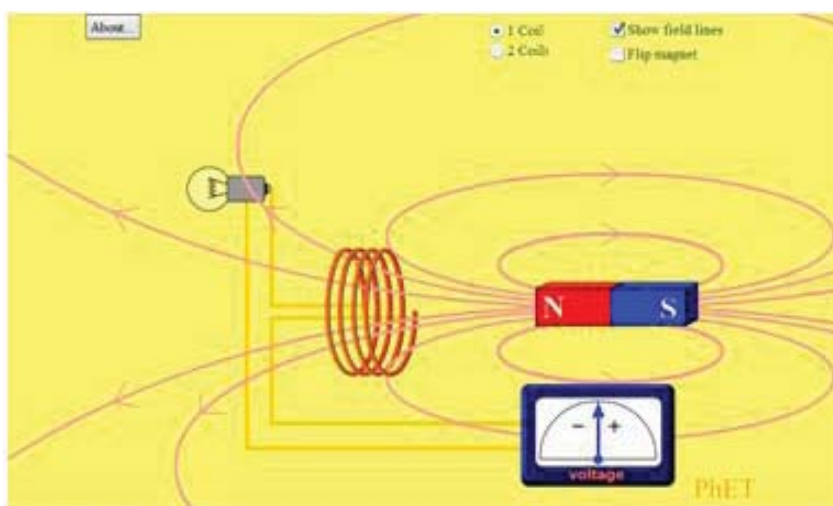 About...
1 Coil
2 Coils
Show field lines
Flip magnet
N S
- +
voltage
PhET